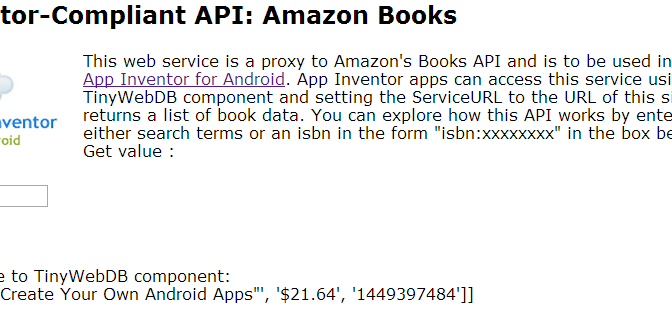 tor-Compliant API: Amazon Books
This web service is a proxy to Amazon's Books API and is to be used in
App Inventor for Android. App Inventor apps can access this service usi
TinyWebDB component and setting the ServiceURL to the URL of this s
returns a list of book data. You can explore how this API works by ente
either search terms or an isbn in the form "isbn:xxxxxxxx" in the box be
Get value :
nventor
roid
e to TinyWebDB component:
Create Your Own Android Apps"', '$21.64', '1449397484']]